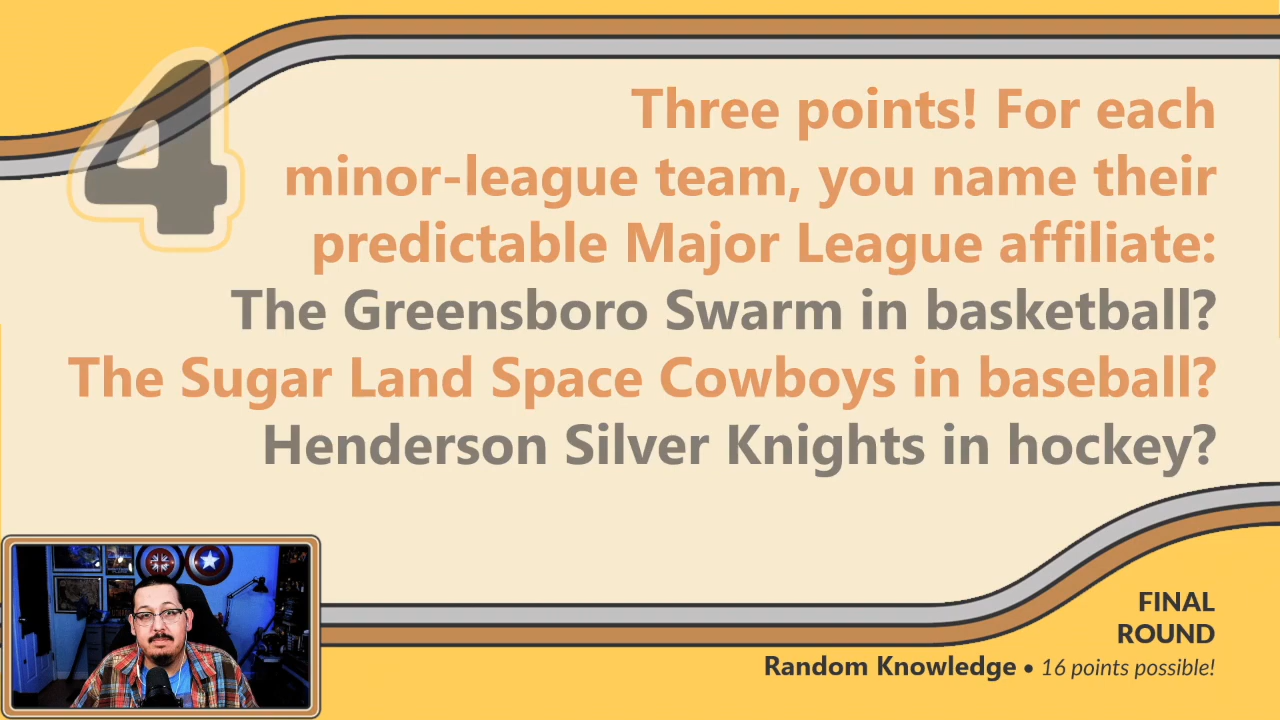 4
Three points! For each
minor-league team, you name their
predictable Major League affiliate:
The Greensboro Swarm in basketball?
The Sugar Land Space Cowboys in baseball?
Henderson Silver Knights in hockey?
FINAL
ROUND
Random Knowledge • 16 points possible!